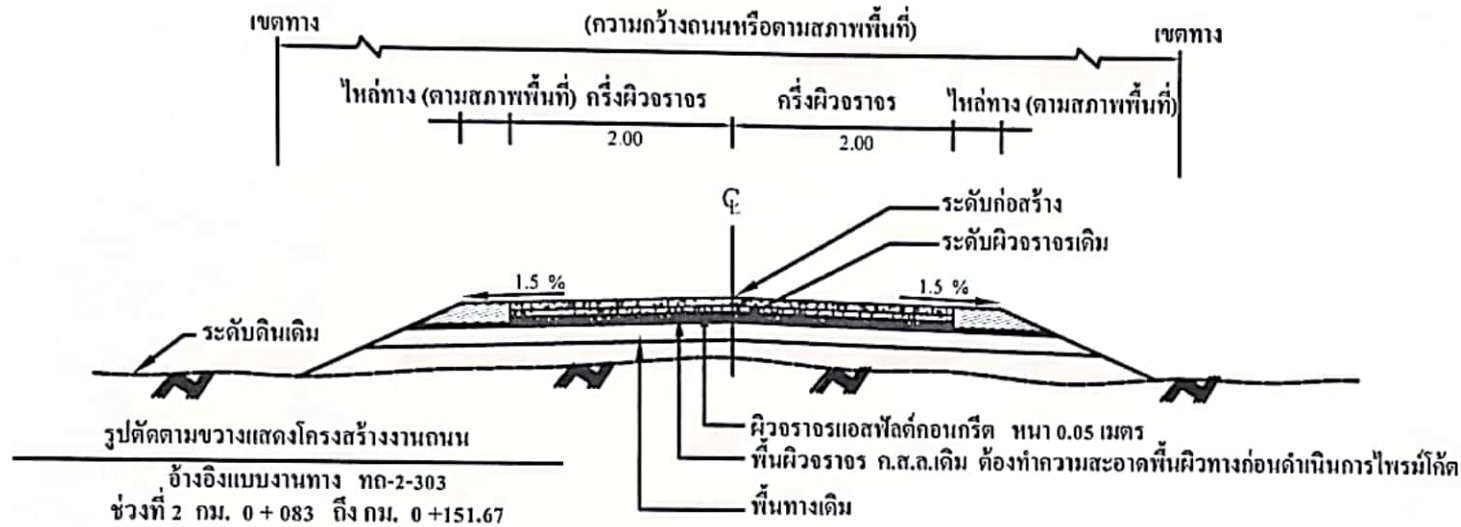 เขตทาง
(ความกว้างถนนหรือตามสภาพพื้นที่)
เขตทาง
ไหล่ทาง (ตามสภาพพื้นที่) ครึ่งผิวจราจร ครึ่งผิวจราจร ไหล่ทาง (ตามสภาพพื้นที่)
2.00 2.00
℄
ระดับก่อสร้าง
ระดับผิวจราจรเดิม
1.5 % 1.5 %
ระดับดินเดิม
ผิวจราจรแอสฟัลต์คอนกรีต หนา 0.05 เมตร
พื้นผิวจราจร ค.ส.ล.เดิม ต้องทำความสะอาดพื้นผิวทางก่อนดำเนินการไพรม์โค้ต
พื้นทางเดิม
รูปตัดตามขวางแสดงโครงสร้างงานถนน
อ้างอิงแบบงานทาง ทถ-2-303
ช่วงที่ 2 กม. 0 + 083 ถึง กม. 0 +151.67